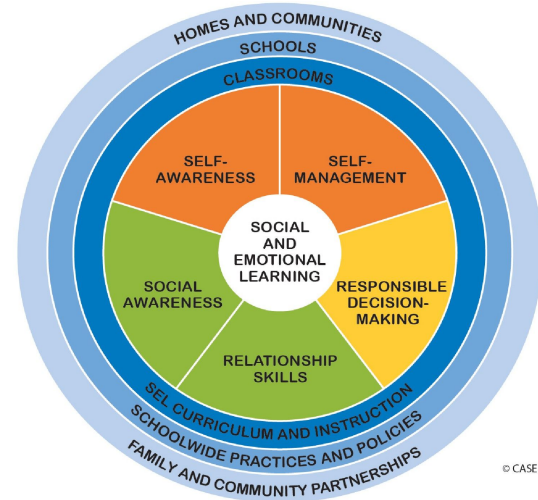 HOMES AND COMMUNITIES
SCHOOLS
CLASSROOMS
SELF-
AWARENESS
SELF-
MANAGEMENT
SOCIAL
AND
EMOTIONAL
LEARNING
SOCIAL
AWARENESS
RESPONSIBLE
DECISION-
MAKING
RELATIONSHIP
SKILLS
SEL CURRICULUM AND INSTRUCTION
SCHOOLWIDE PRACTICES AND POLICIES
FAMILY AND COMMUNITY PARTNERSHIPS
© CASE